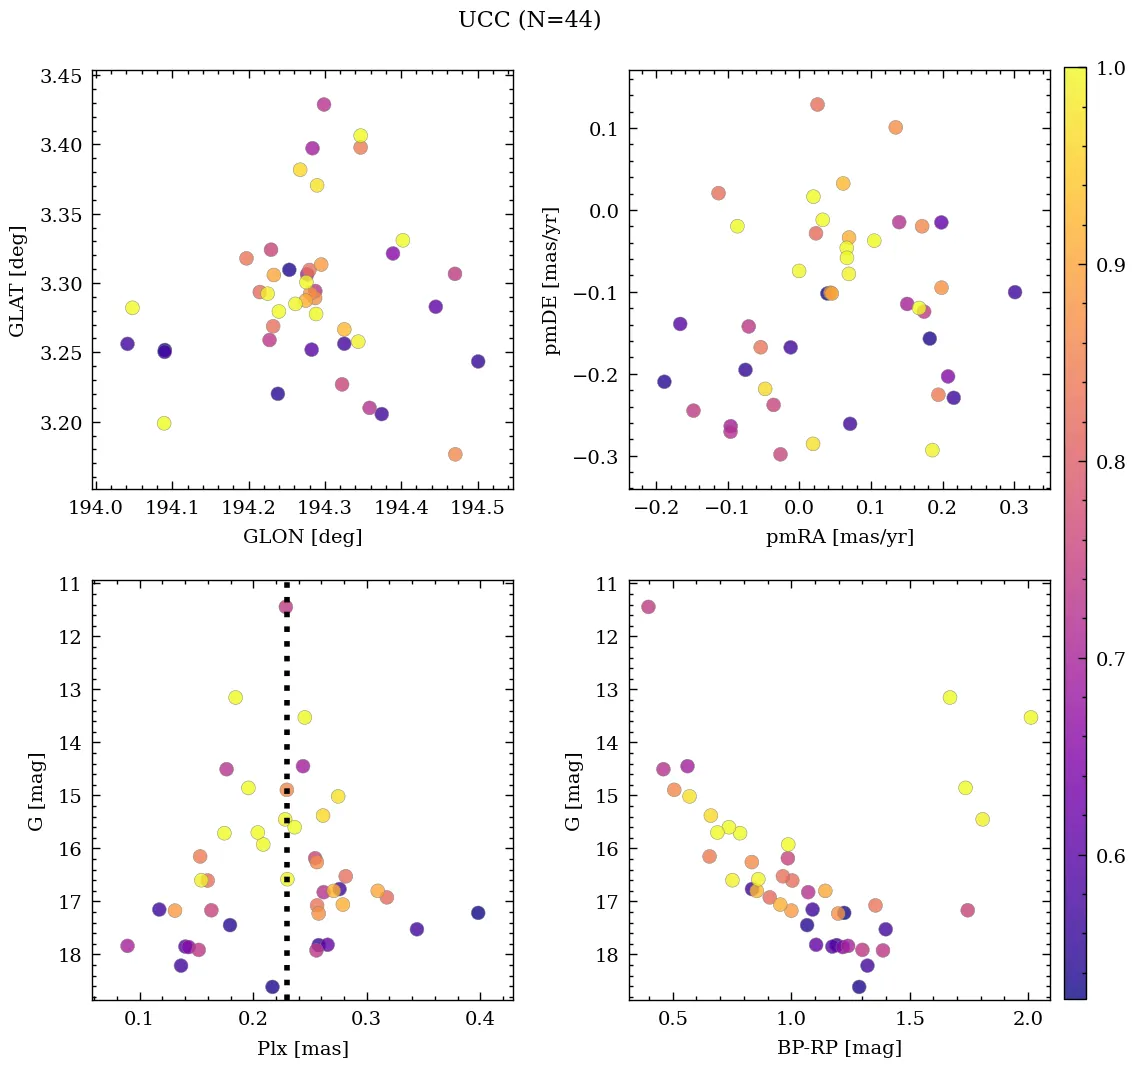 UCC (N=44)
3.45
3.40
3.35
3.30
3.25
3.20
GLAT [deg]
194.0 194.1 194.2 194.3 194.4 194.5
GLON [deg]
0.1
0.0
−0.1
−0.2
−0.3
pmDE [mas/yr]
−0.2 −0.1 0.0 0.1 0.2 0.3
pmRA [mas/yr]
1.0
0.9
0.8
0.7
0.6
11
12
13
14
15
16
17
18
G [mag]
0.1 0.2 0.3 0.4
Plx [mas]
11
12
13
14
15
16
17
18
G [mag]
0.5 1.0 1.5 2.0
BP-RP [mag]